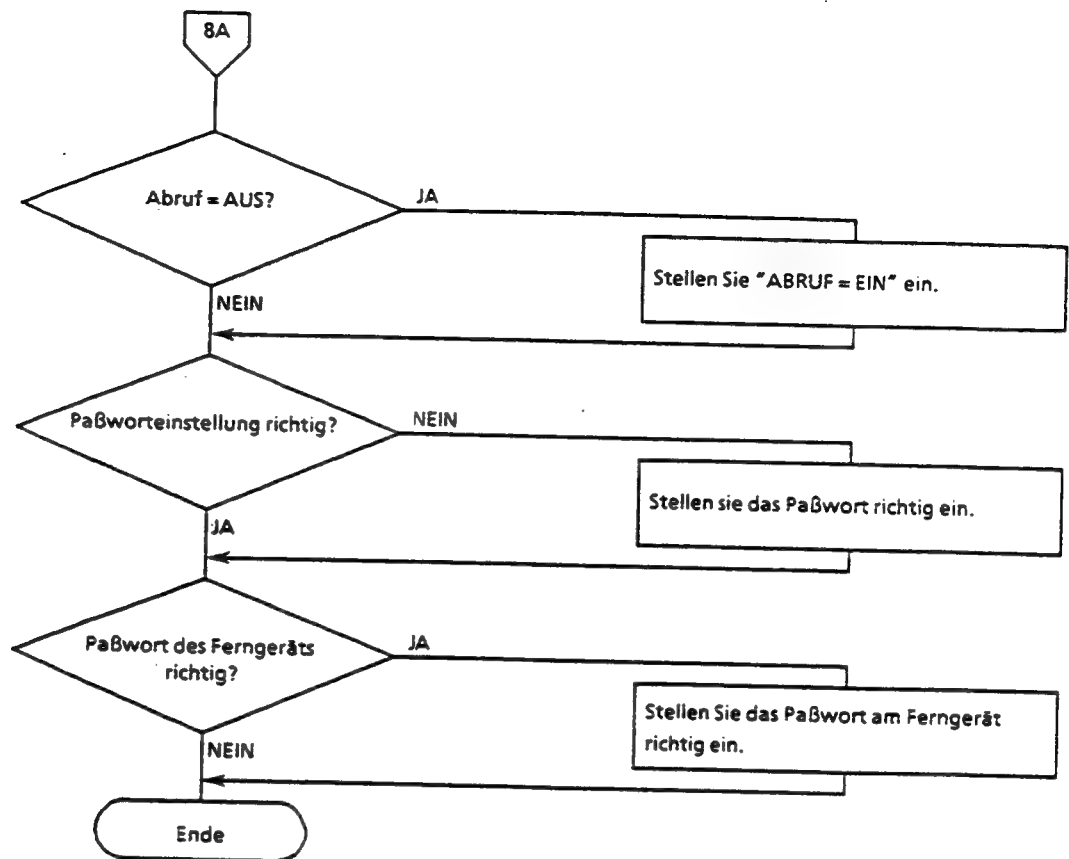 8A
Abruf = AUS?
JA
Stellen Sie "ABRUF = EIN" ein.
NEIN
Paßworteinstellung richtig?
NEIN
Stellen sie das Paßwort richtig ein.
JA
Paßwort des Ferngeräts
richtig?
JA
Stellen Sie das Paßwort am Ferngerät
richtig ein.
NEIN
Ende